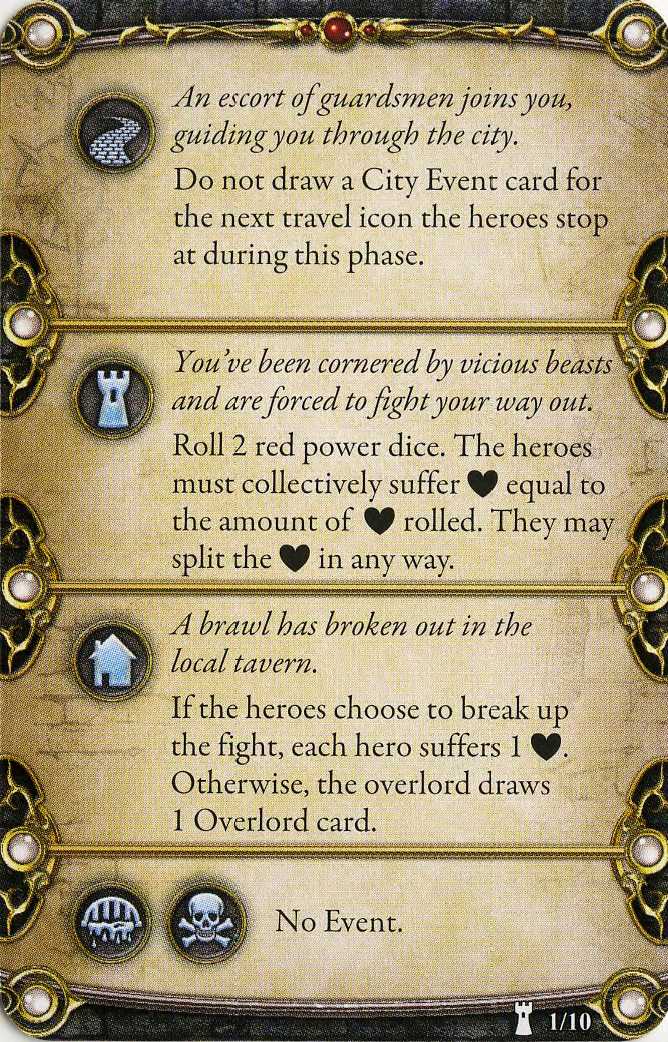 An escort of guardsmen joins you,
guiding you through the city.
Do not draw a City Event card for
the next travel icon the heroes stop
at during this phase.
You've been cornered by vicious beasts
and are forced to fight your way out.
Roll 2 red power dice. The heroes
must collectively suffer ♥ equal to
the amount of ♥ rolled. They may
split the ♥ in any way.
A brawl has broken out in the
local tavern.
If the heroes choose to break up
the fight, each hero suffers 1 ♥.
Otherwise, the overlord draws
1 Overlord card.
No Event.
1/10